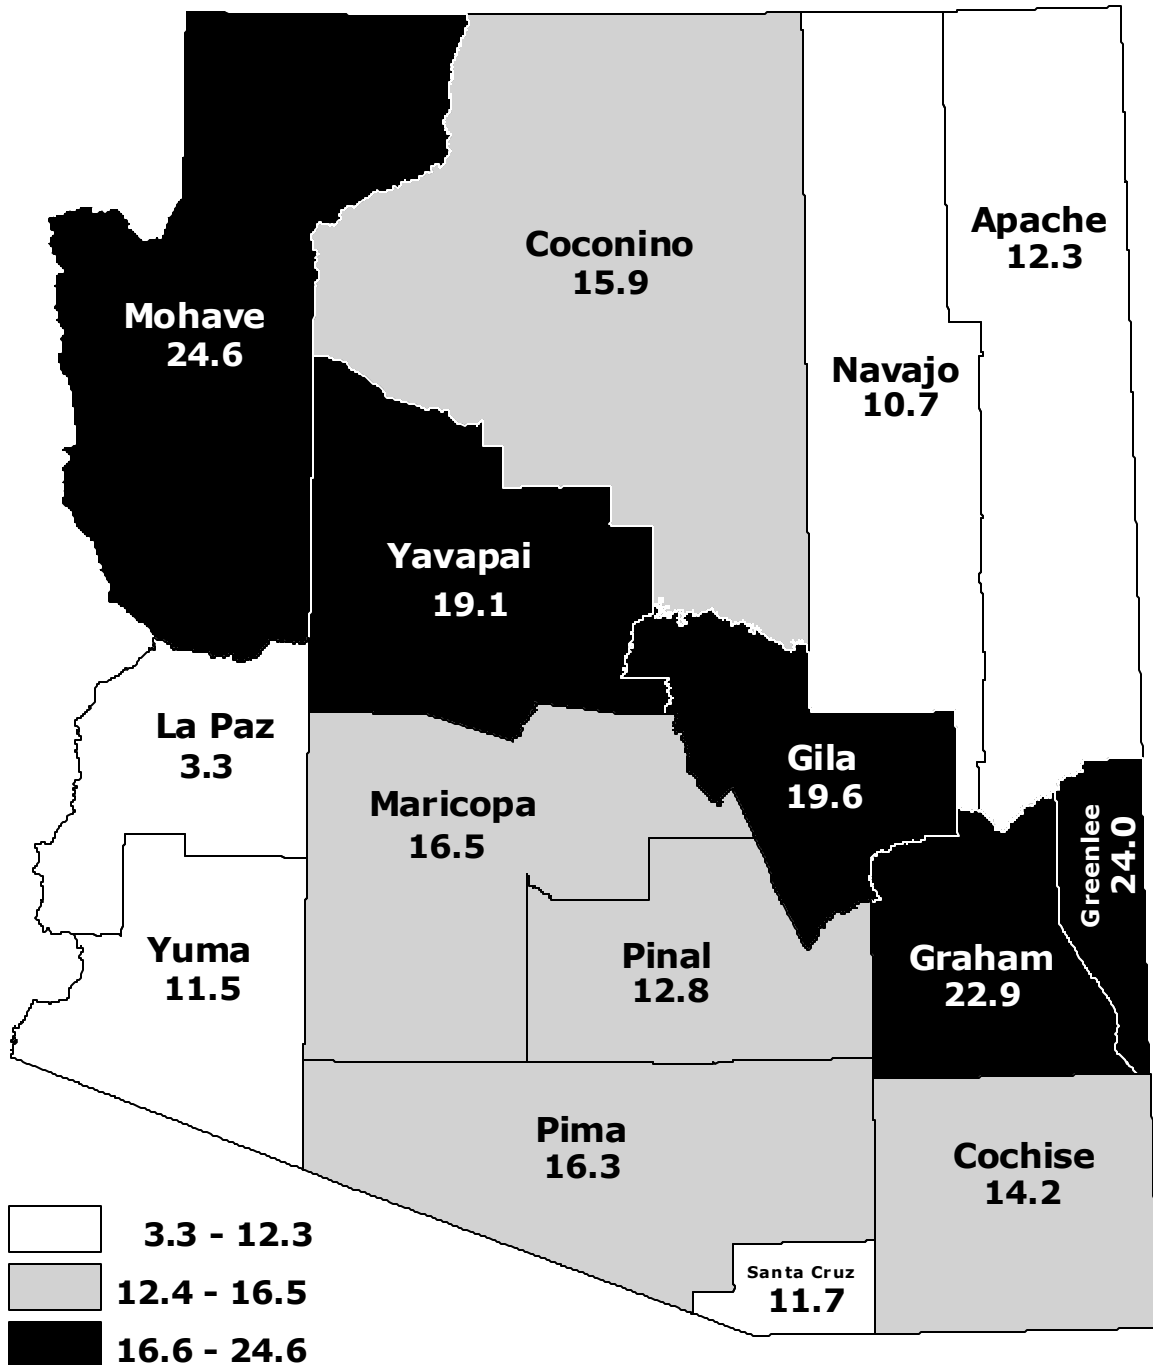 Apache
12.3
Coconino
15.9
Mohave
24.6
Navajo
10.7
Yavapai
19.1
La Paz
3.3
Gila
19.6
Maricopa
16.5
Greenlee
24.0
Yuma
11.5
Pinal
12.8
Graham
22.9
Pima
16.3
Cochise
14.2
Santa Cruz
11.7
3.3 - 12.3
12.4 - 16.5
16.6 - 24.6